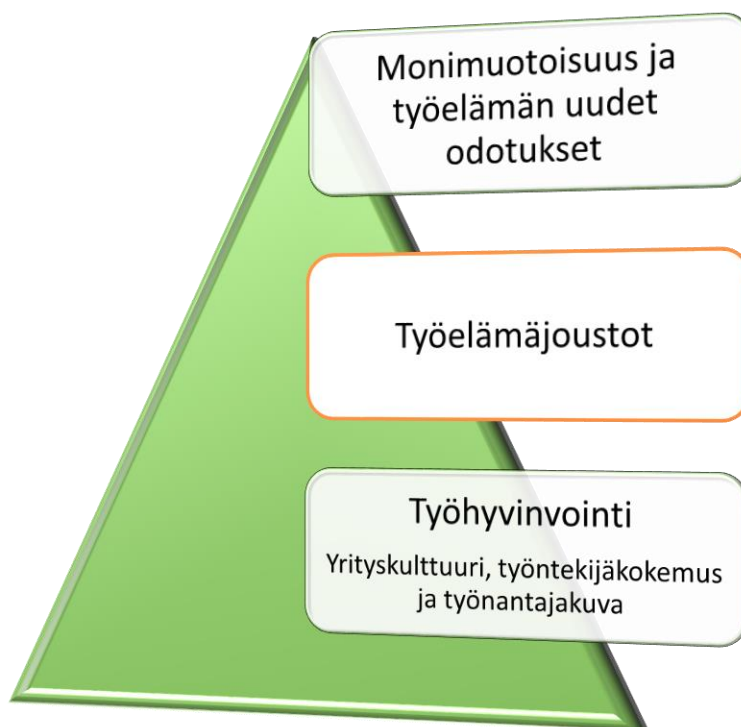 Monimuotoisuus ja
työelämän uudet
odotukset
Työelämäjoustot
Työhyvinvointi
Yrityskulttuuri, työntekijäkokemus
ja työnantajakuva